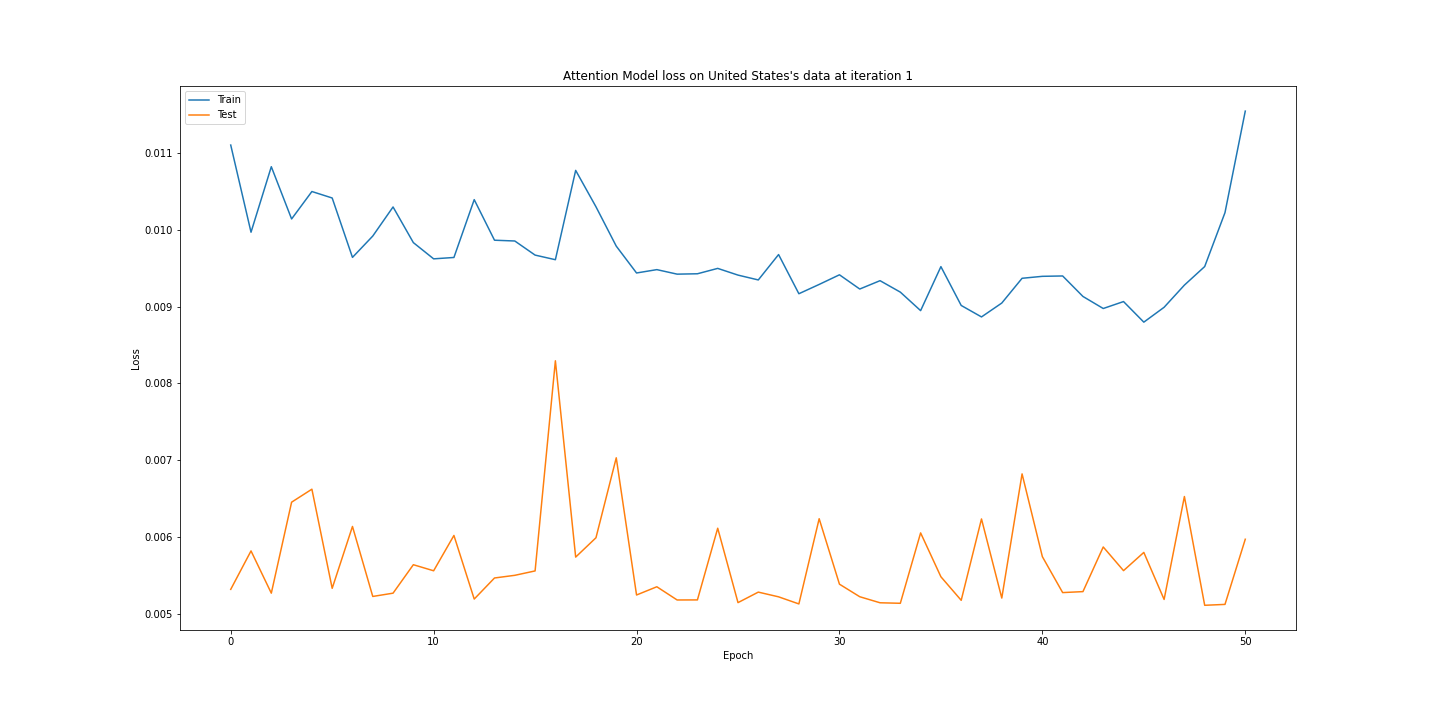 Attention Model loss on United States's data at iteration 1
Train
Test
0.011
0.010
0.009
0.008
0.007
0.006
0.005
Loss
0 10 20 30 40 50
Epoch